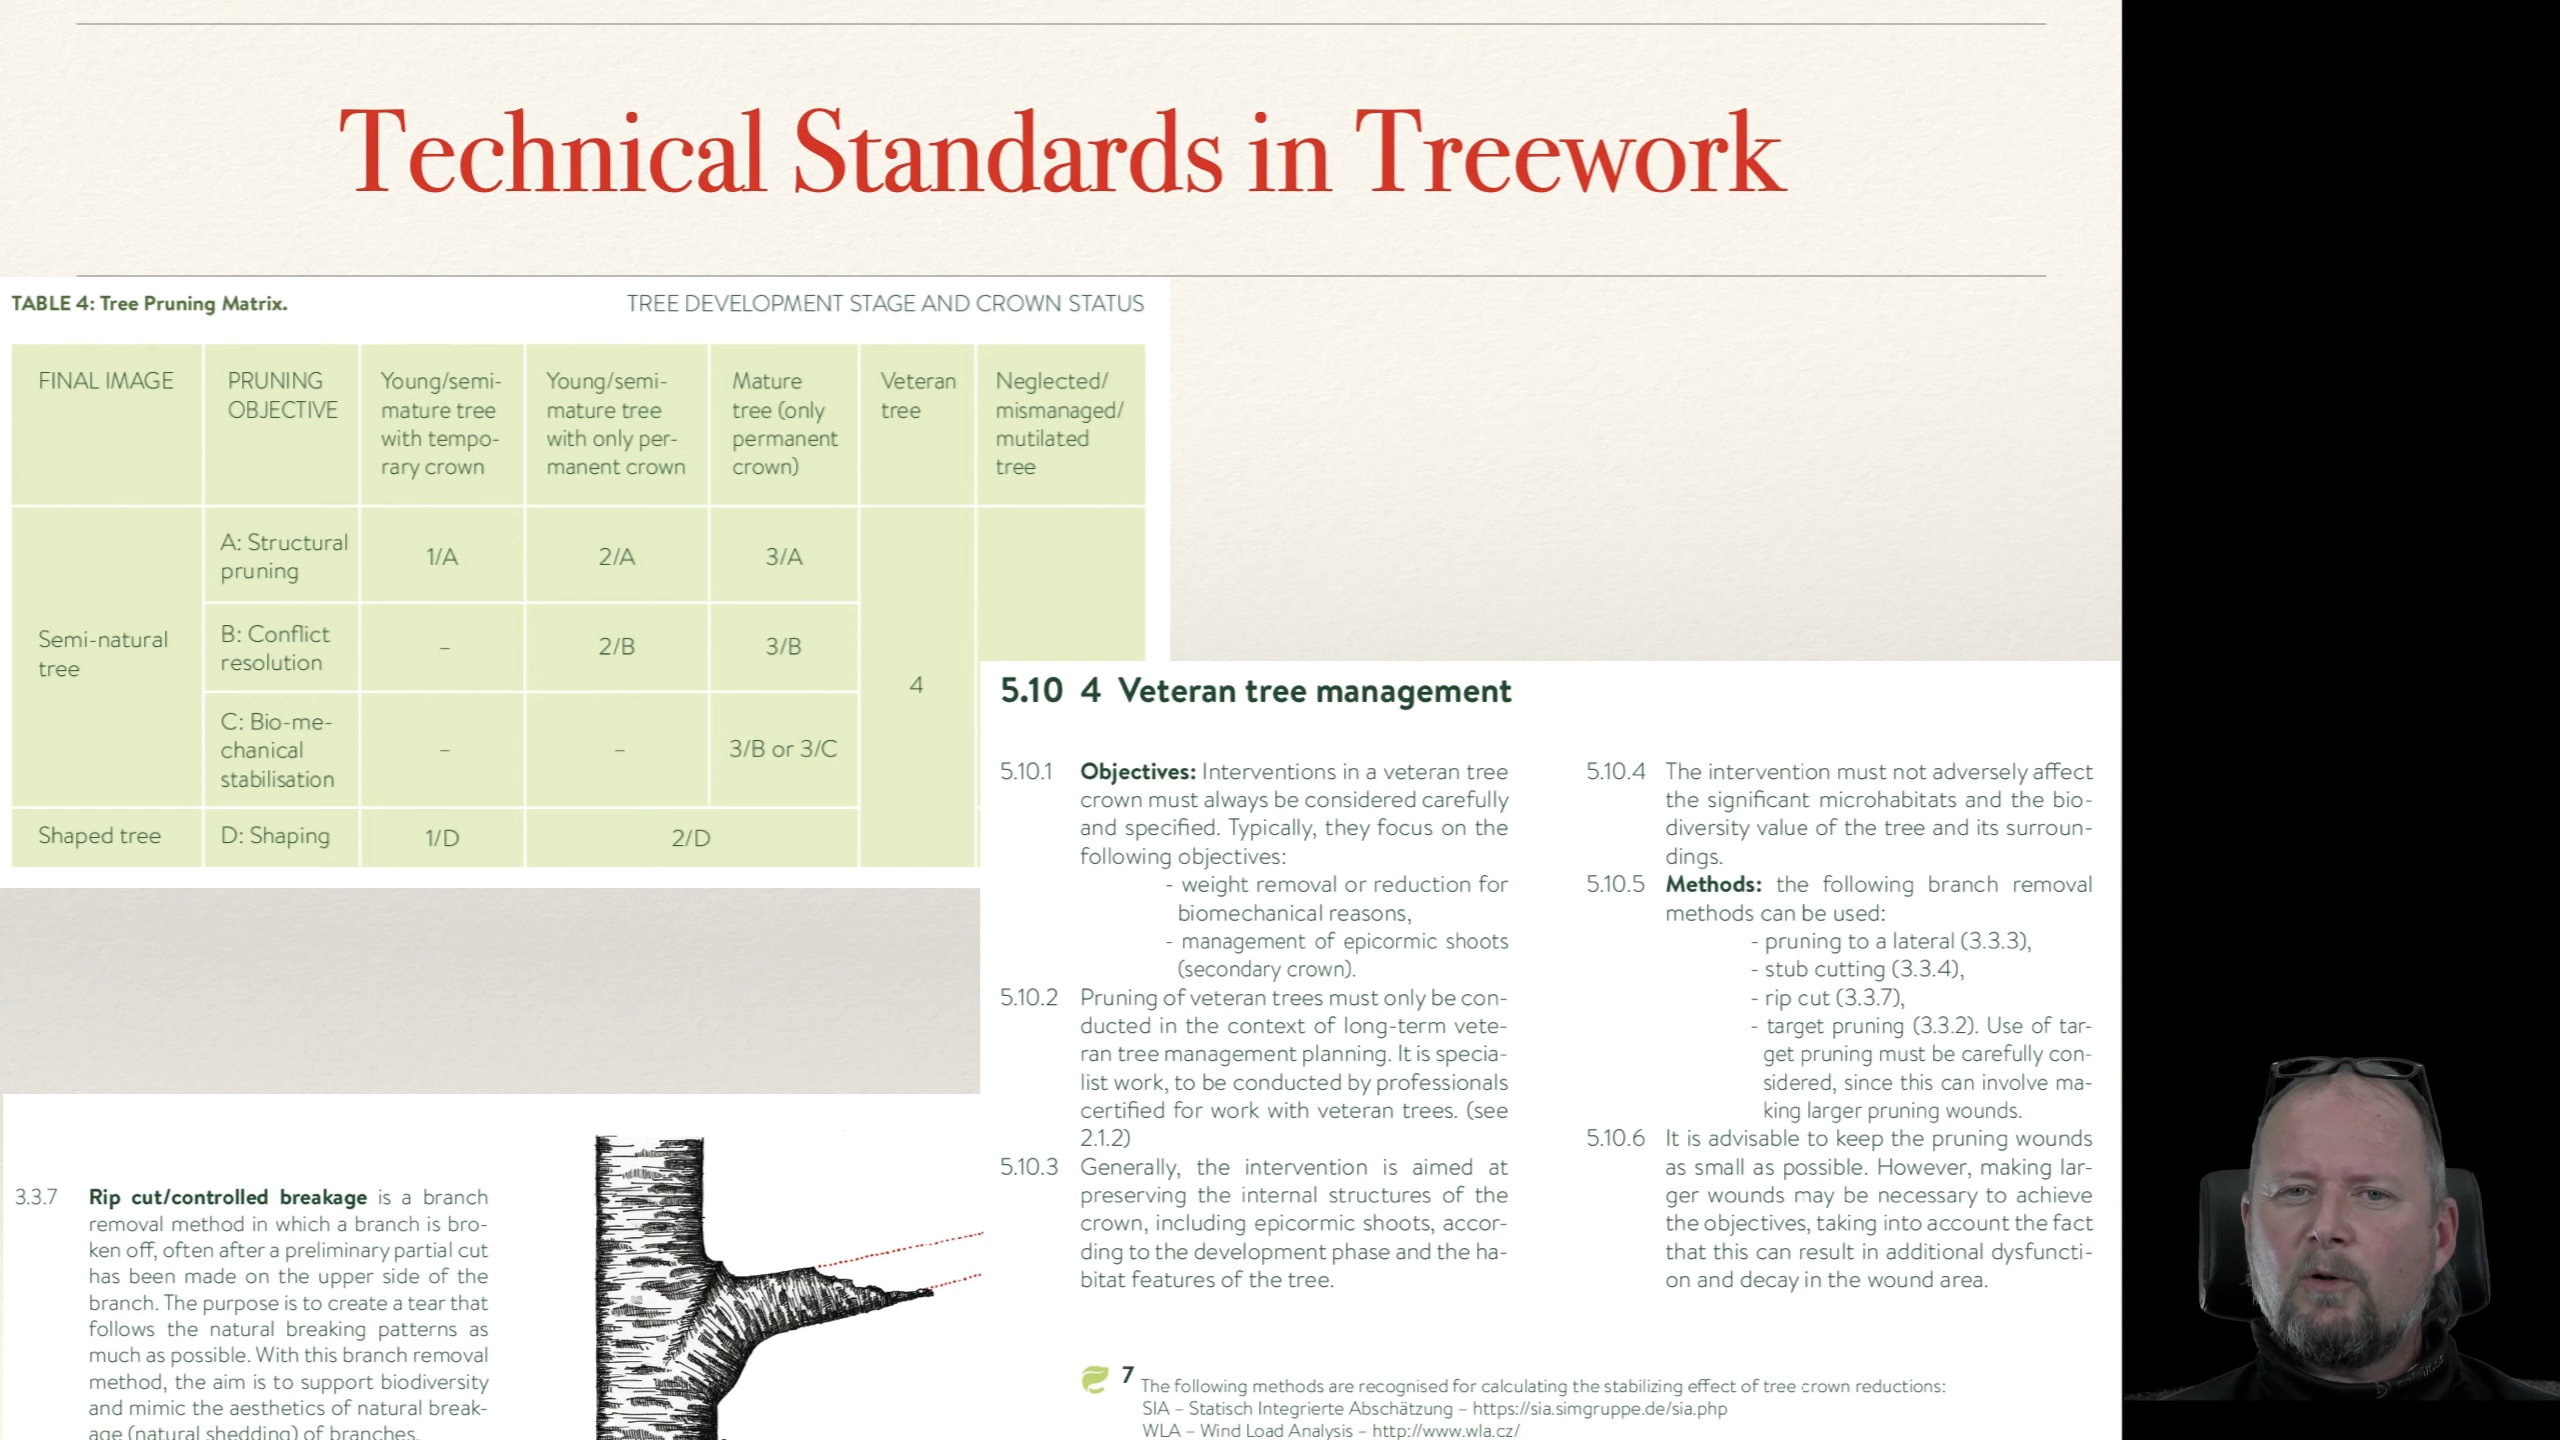 Technical Standards in Treework
TABLE 4: Tree Pruning Matrix.
TREE DEVELOPMENT STAGE AND CROWN STATUS
FINAL IMAGE
PRUNING
OBJECTIVE
Young/semi-
mature tree
with tempo-
rary crown
Young/semi-
mature tree
with only per-
manent crown
Mature
tree (only
permanent
crown)
Veteran
tree
Neglected/
mismanaged/
mutilated
tree
Semi-natural
tree
A: Structural
pruning
1/A
2/A
3/A
B: Conflict
resolution
–
2/B
3/B
C: Bio-me-
chanical
stabilisation
–
–
3/B or 3/C
4
Shaped tree
D: Shaping
1/D
2/D
5.10 4 Veteran tree management
5.10.1 Objectives: Interventions in a veteran tree
crown must always be considered carefully
and specified. Typically, they focus on the
following objectives:
- weight removal or reduction for
biomechanical reasons,
- management of epicormic shoots
(secondary crown).
5.10.2 Pruning of veteran trees must only be con-
ducted in the context of long-term vete-
ran tree management planning. It is specia-
list work, to be conducted by professionals
certified for work with veteran trees. (see
2.1.2)
5.10.3 Generally, the intervention is aimed at
preserving the internal structures of the
crown, including epicormic shoots, accor-
ding to the development phase and the ha-
bitat features of the tree.
5.10.4 The intervention must not adversely affect
the significant microhabitats and the bio-
diversity value of the tree and its surroun-
dings.
5.10.5 Methods: the following branch removal
methods can be used:
- pruning to a lateral (3.3.3),
- stub cutting (3.3.4),
- rip cut (3.3.7),
- target pruning (3.3.2). Use of tar-
get pruning must be carefully con-
sidered, since this can involve ma-
king larger pruning wounds.
5.10.6 It is advisable to keep the pruning wounds
as small as possible. However, making lar-
ger wounds may be necessary to achieve
the objectives, taking into account the fact
that this can result in additional dysfuncti-
on and decay in the wound area.
3.3.7 Rip cut/controlled breakage is a branch
removal method in which a branch is bro-
ken off, often after a preliminary partial cut
has been made on the upper side of the
branch. The purpose is to create a tear that
follows the natural breaking patterns as
much as possible. With this branch removal
method, the aim is to support biodiversity
and mimic the aesthetics of natural break-
age (natural shedding) of branches.
7 The following methods are recognised for calculating the stabilizing effect of tree crown reductions:
SIA – Statisch Integrierte Abschätzung – https://sia.simgruppe.de/sia.php
WLA – Wind Load Analysis – http://www.wla.cz/